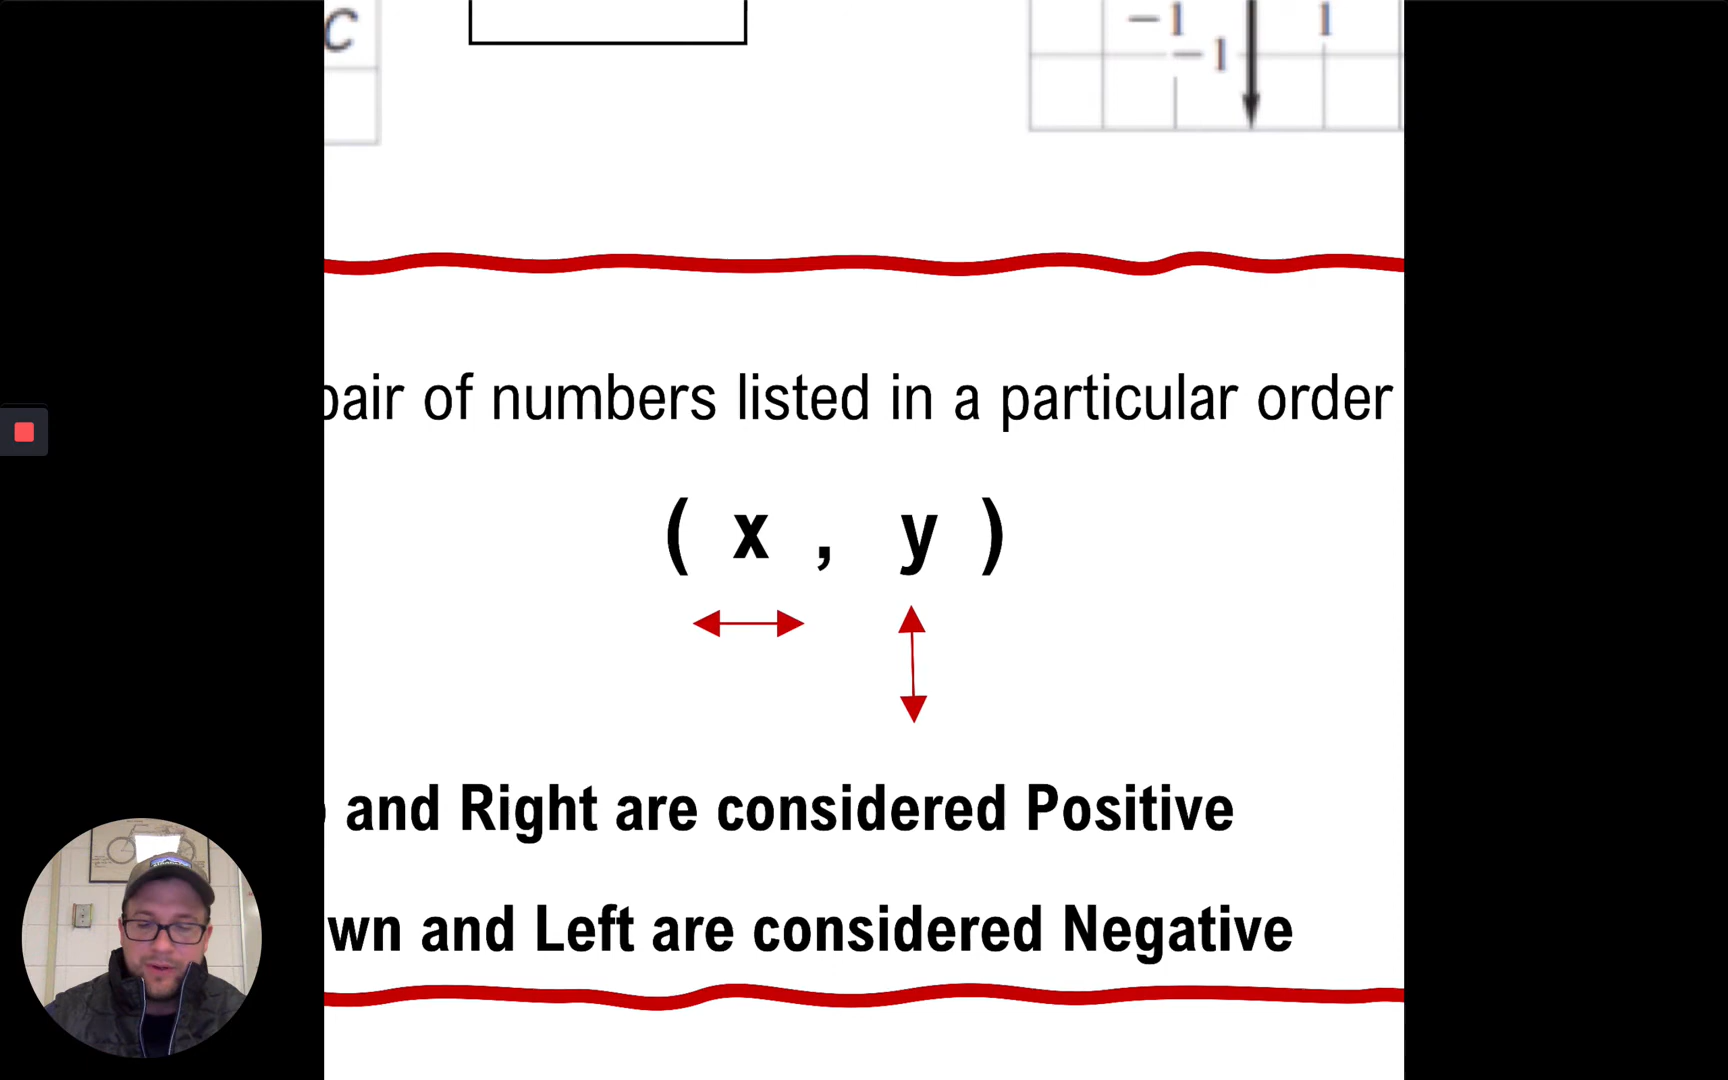 C
−1 1
−1
pair of numbers listed in a particular order
( x , y )
and Right are considered Positive
wn and Left are considered Negative